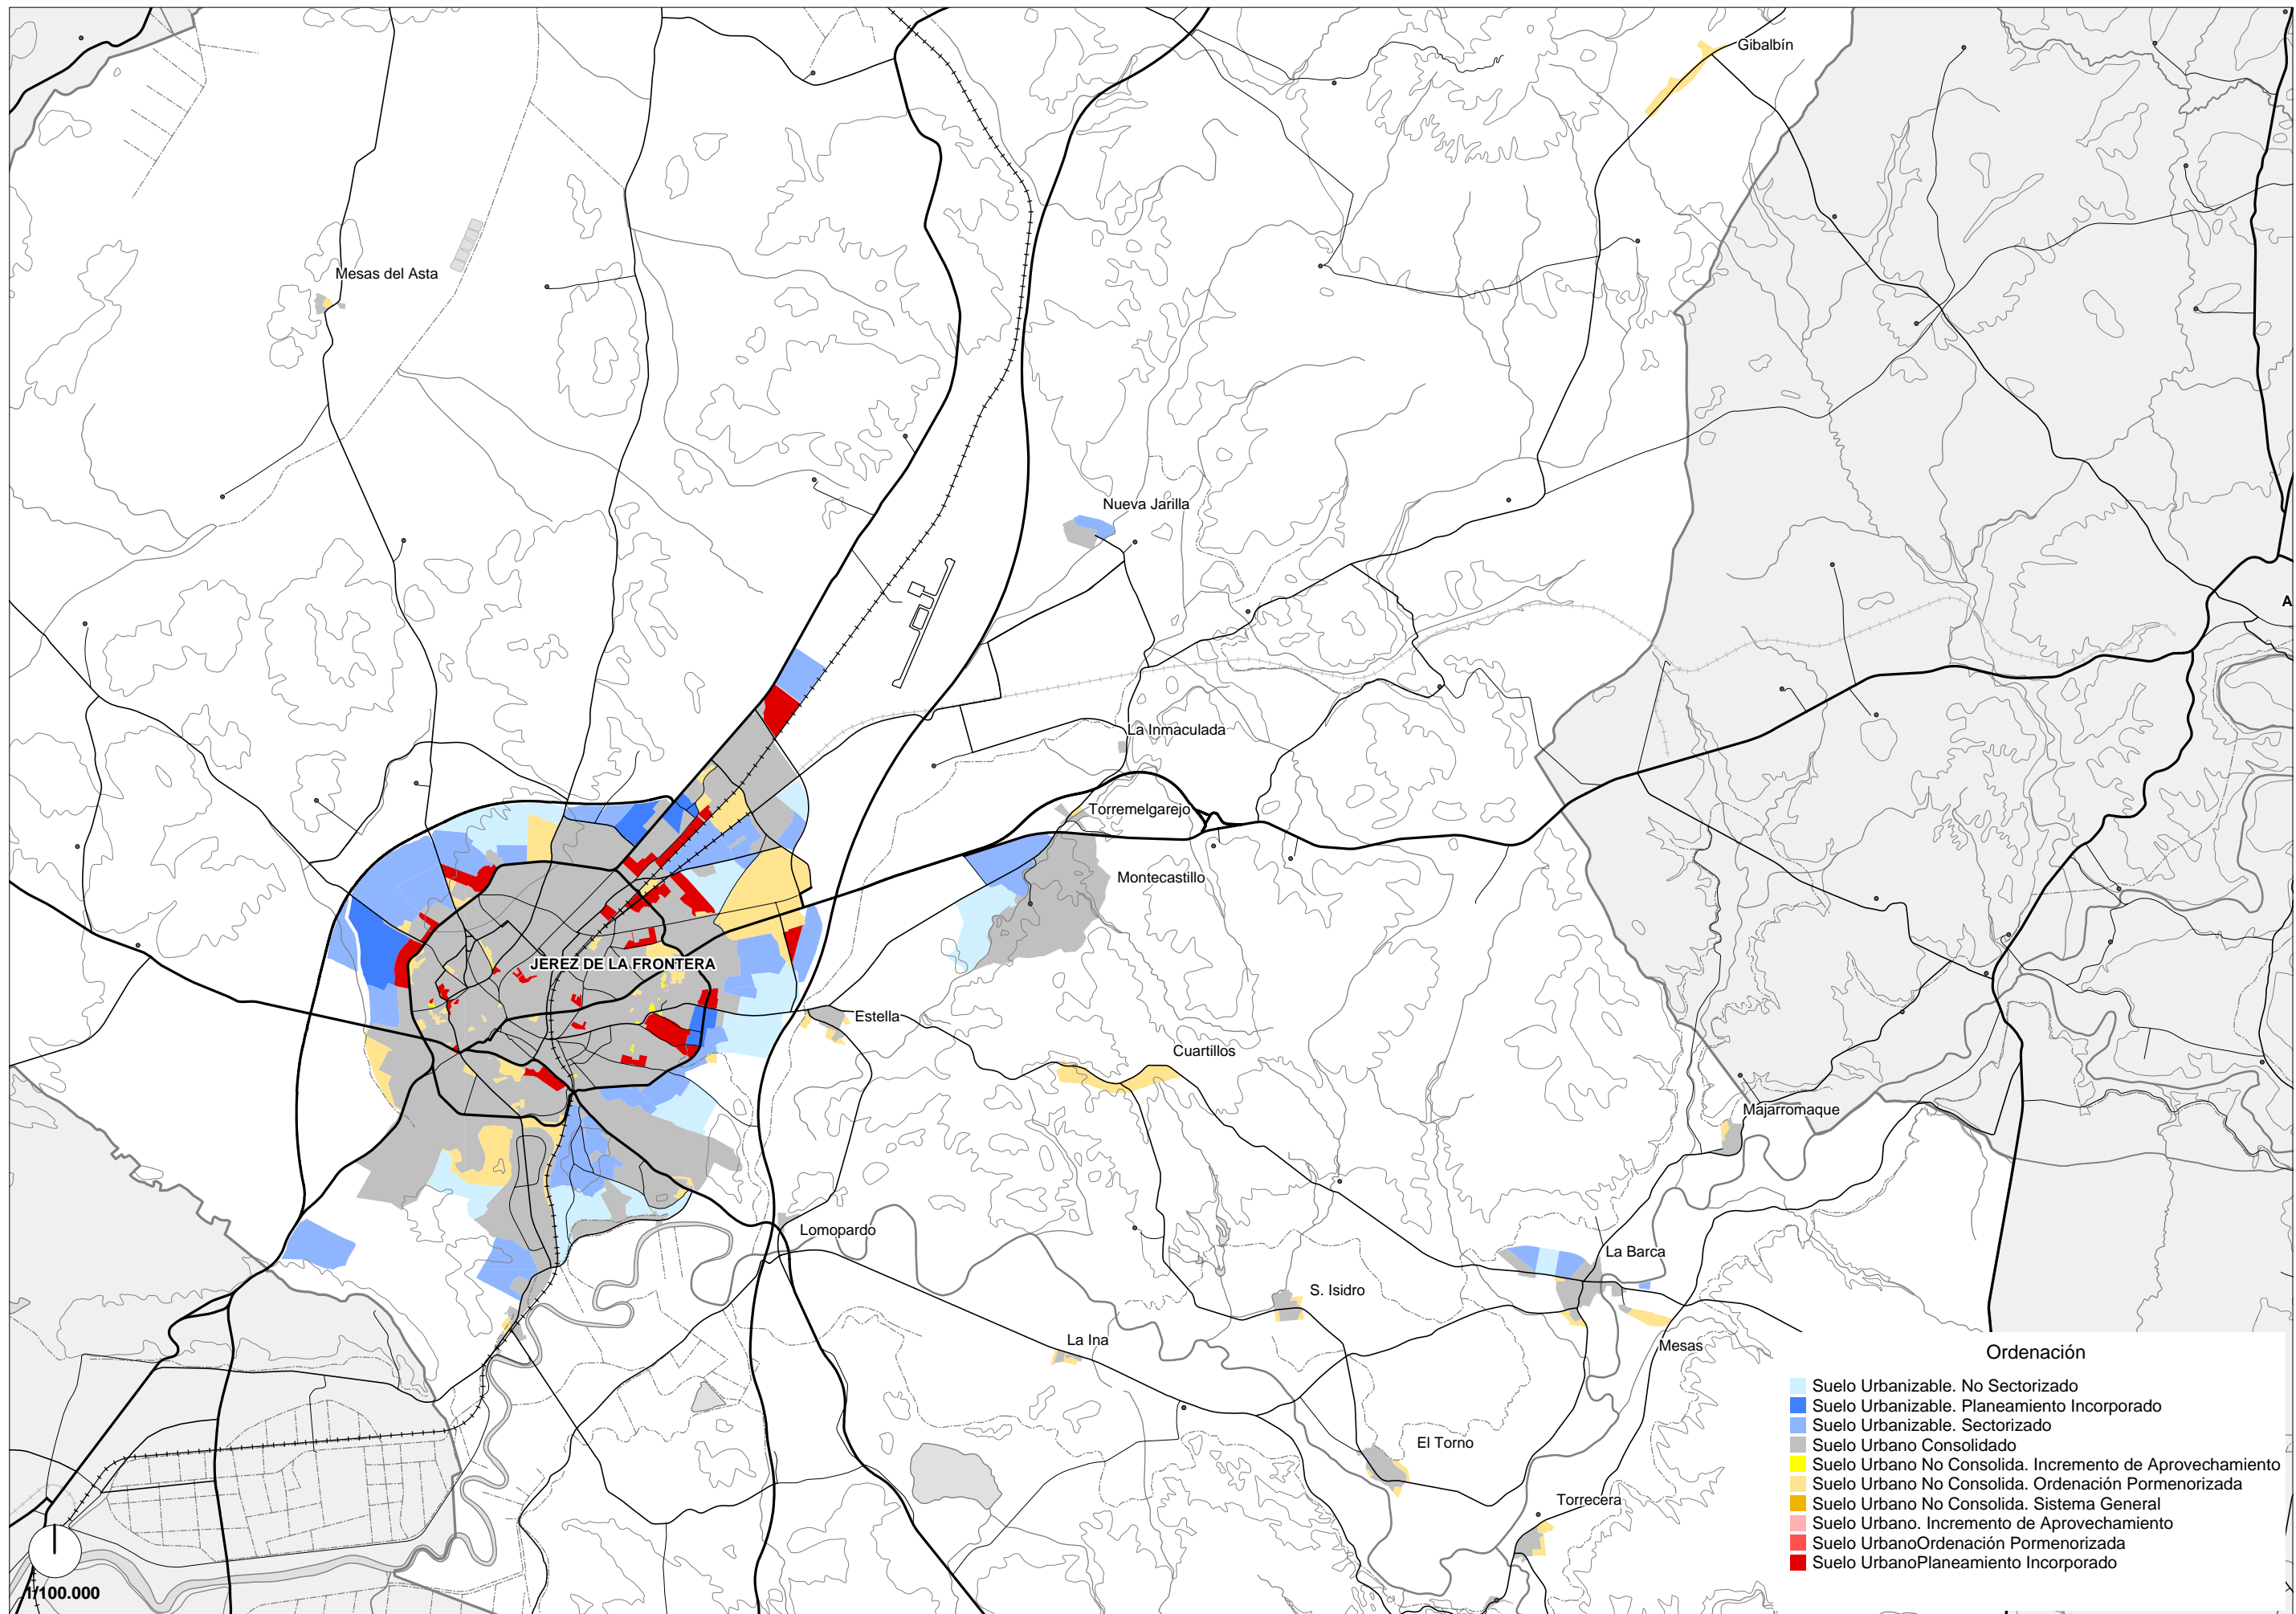 Gibalbín
Mesas del Asta
Nueva Jarilla
A
La Inmaculada
Torremelgarejo
Montecastillo
JEREZ DE LA FRONTERA
Estella
Cuartillos
Majarromaque
Lomopardo
La Barca
S. Isidro
La Ina
Mesas
El Torno
Torrecera
Ordenación
Suelo Urbanizable. No Sectorizado
Suelo Urbanizable. Planeamiento Incorporado
Suelo Urbanizable. Sectorizado
Suelo Urbano Consolidado
Suelo Urbano No Consolida. Incremento de Aprovechamiento
Suelo Urbano No Consolida. Ordenación Pormenorizada
Suelo Urbano No Consolida. Sistema General
Suelo Urbano. Incremento de Aprovechamiento
Suelo UrbanoOrdenación Pormenorizada
Suelo UrbanoPlaneamiento Incorporado
1/100.000